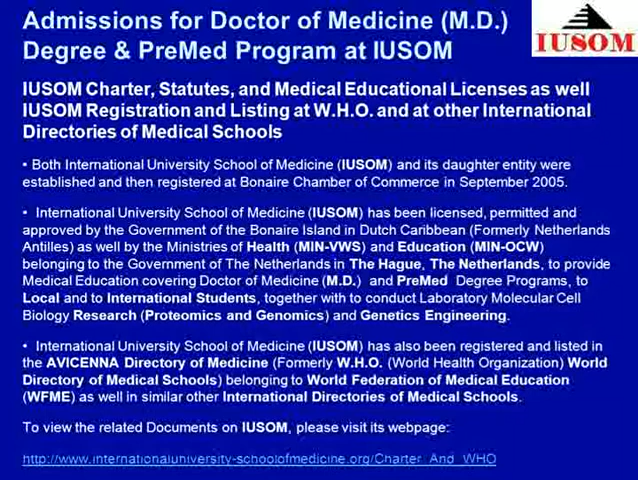 Admissions for Doctor of Medicine (M.D.)
Degree & PreMed Program at IUSOM
IUSOM
IUSOM Charter, Statutes, and Medical Educational Licenses as well
IUSOM Registration and Listing at W.H.O. and at other International
Directories of Medical Schools
• Both International University School of Medicine (IUSOM) and its daughter entity were
established and then registered at Bonaire Chamber of Commerce in September 2005.
• International University School of Medicine (IUSOM) has been licensed, permitted and
approved by the Government of the Bonaire Island in Dutch Caribbean (Formerly Netherlands
Antilles) as well by the Ministries of Health (MIN-VWS) and Education (MIN-OCW)
belonging to the Government of The Netherlands in The Hague, The Netherlands, to provide
Medical Education covering Doctor of Medicine (M.D.) and PreMed Degree Programs, to
Local and to International Students, together with to conduct Laboratory Molecular Cell
Biology Research (Proteomics and Genomics) and Genetics Engineering.
• International University School of Medicine (IUSOM) has also been registered and listed in
the AVICENNA Directory of Medicine (Formerly W.H.O. (World Health Organization) World
Directory of Medical Schools) belonging to World Federation of Medical Education
(WFME) as well in similar other International Directories of Medical Schools.
To view the related Documents on IUSOM, please visit its webpage:
http://www.internationaluniversity-schoolofmedicine.org/Charter_And_WHO